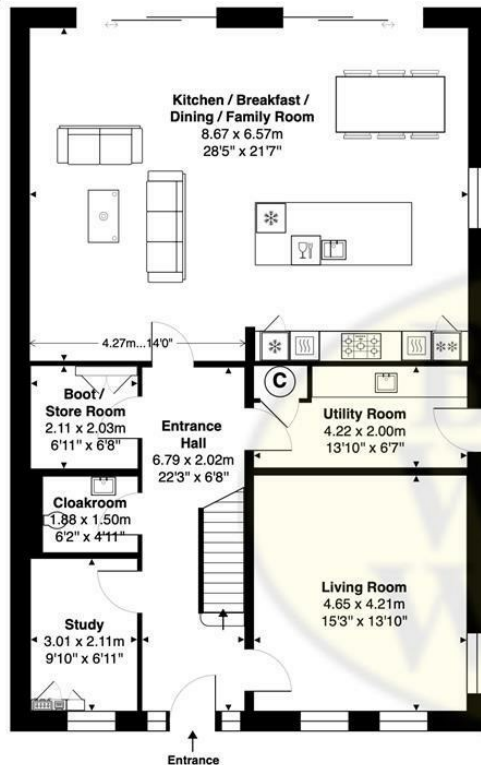 Kitchen / Breakfast /
Dining / Family Room
8.67 x 6.57m
28'5" x 21'7"
4.27m...14'0"
Boot /
Store Room
2.11 x 2.03m
6'11" x 6'8"
Entrance
Hall
6.79 x 2.02m
22'3" x 6'8"
C
Utility Room
4.22 x 2.00m
13'10" x 6'7"
Cloakroom
1.88 x 1.50m
6'2" x 4'11"
Living Room
4.65 x 4.21m
15'3" x 13'10"
Study
3.01 x 2.11m
9'10" x 6'11"
Entrance